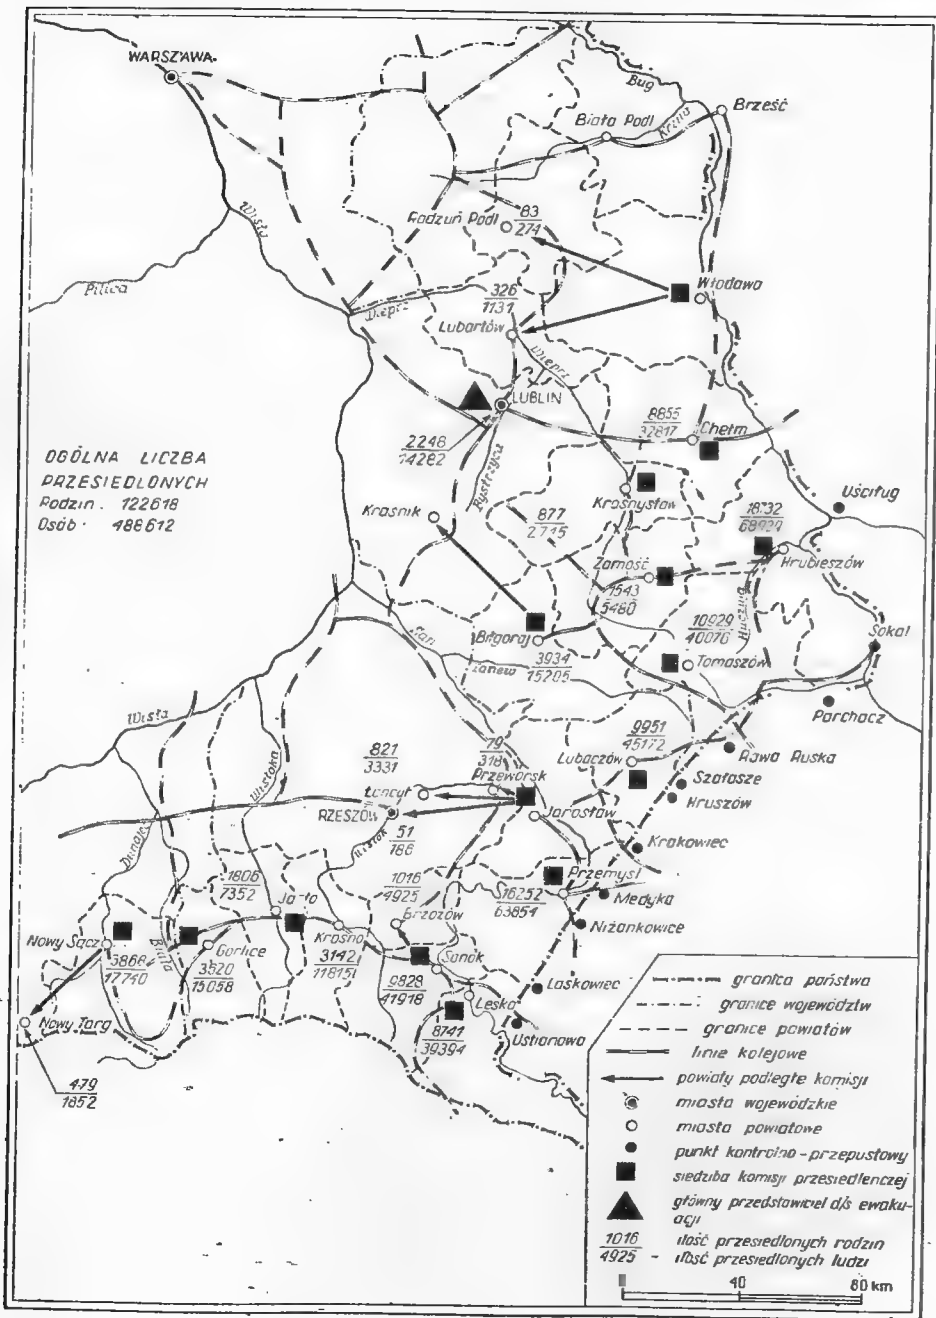 WARSZAWA
Bug
Brześć
Biała Podl
Krzna
Wisła
Radzuń Podl
83
274
Pilica
Włodawa
326
1131
Lubartów
Wieprz
LUBLIN
2248
14282
Bystrzyca
8855
32817
Chełm
OGÓLNA LICZBA
PRZESIEDLONYCH
Rodzin . 122618
Osób · 488612
Kraśnik
877
2745
Krasnystaw
Uściług
18732
Hrubieszów
Zamość
1543
5480
Huczwa
Biłgoraj
3934
15205
San
Tanew
10929
40076
Tomaszów
Sokal
Parchacz
Wisła
Wisłoka
821
3331
79
318
Przeworsk
9951
45172
Lubaczów
Rawa Ruska
Szałasze
Hruszów
Łańcut
RZESZÓW
Jarosław
51
186
Wisłok
Dunajec
Krakowiec
1806
7352
Jasło
1016
4925
Brzozów
Przemyśl
16252
63854
Medyka
Niżankowice
Nowy Sącz
3868
17740
Biała
Gorlice
3820
15058
Krosno
3142
11815
Sanok
9828
41918
Lesko
Laskowiec
8741
39394
Ustianowa
Nowy Targ
479
1852
granica państwa
granice województw
granice powiatów
linie kolejowe
powiaty podległe komisji
miasta wojewódzkie
miasta powiatowe
punkt kontrolno-przepustowy
siedziba komisji przesiedlenczej
główny przedstawiciel d/s ewaku-
acji
1016
4925 - ilość przesiedlonych rodzin
ilość przesiedlonych ludzi
40 80 km